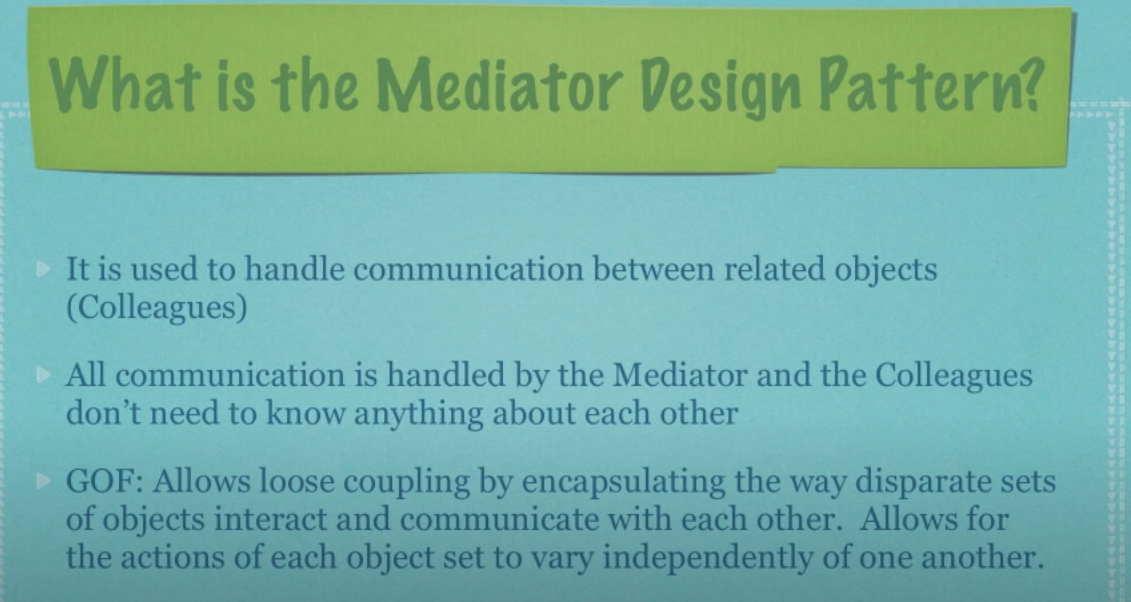 What is the Mediator Design Pattern?
It is used to handle communication between related objects
(Colleagues)
All communication is handled by the Mediator and the Colleagues
don't need to know anything about each other
GOF: Allows loose coupling by encapsulating the way disparate sets
of objects interact and communicate with each other.  Allows for
the actions of each object set to vary independently of one another.